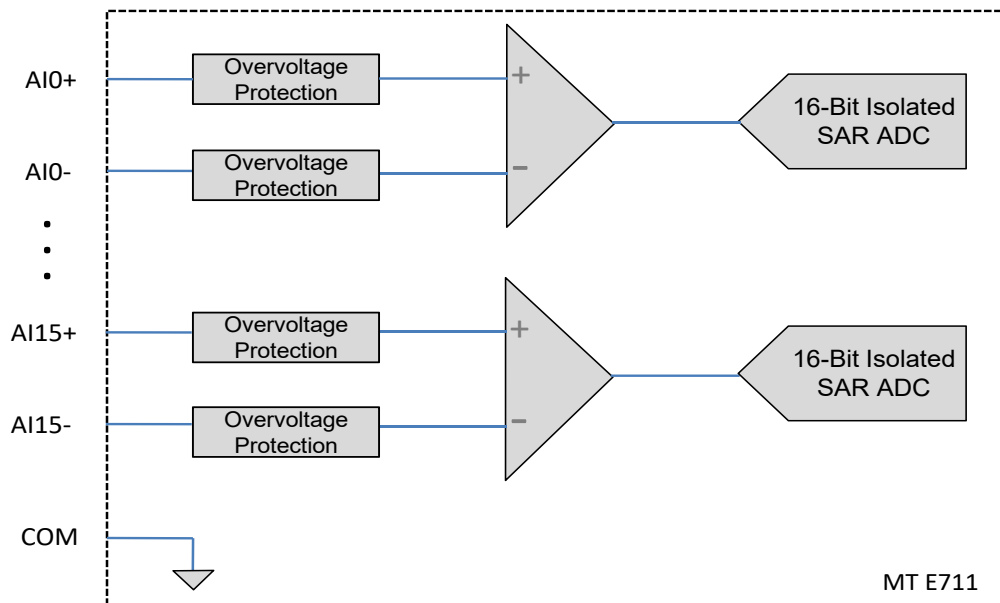 AI0+
Overvoltage
Protection
+
16-Bit Isolated
SAR ADC
AI0-
Overvoltage
Protection
−
AI15+
Overvoltage
Protection
+
16-Bit Isolated
SAR ADC
AI15-
Overvoltage
Protection
−
COM
MT E711